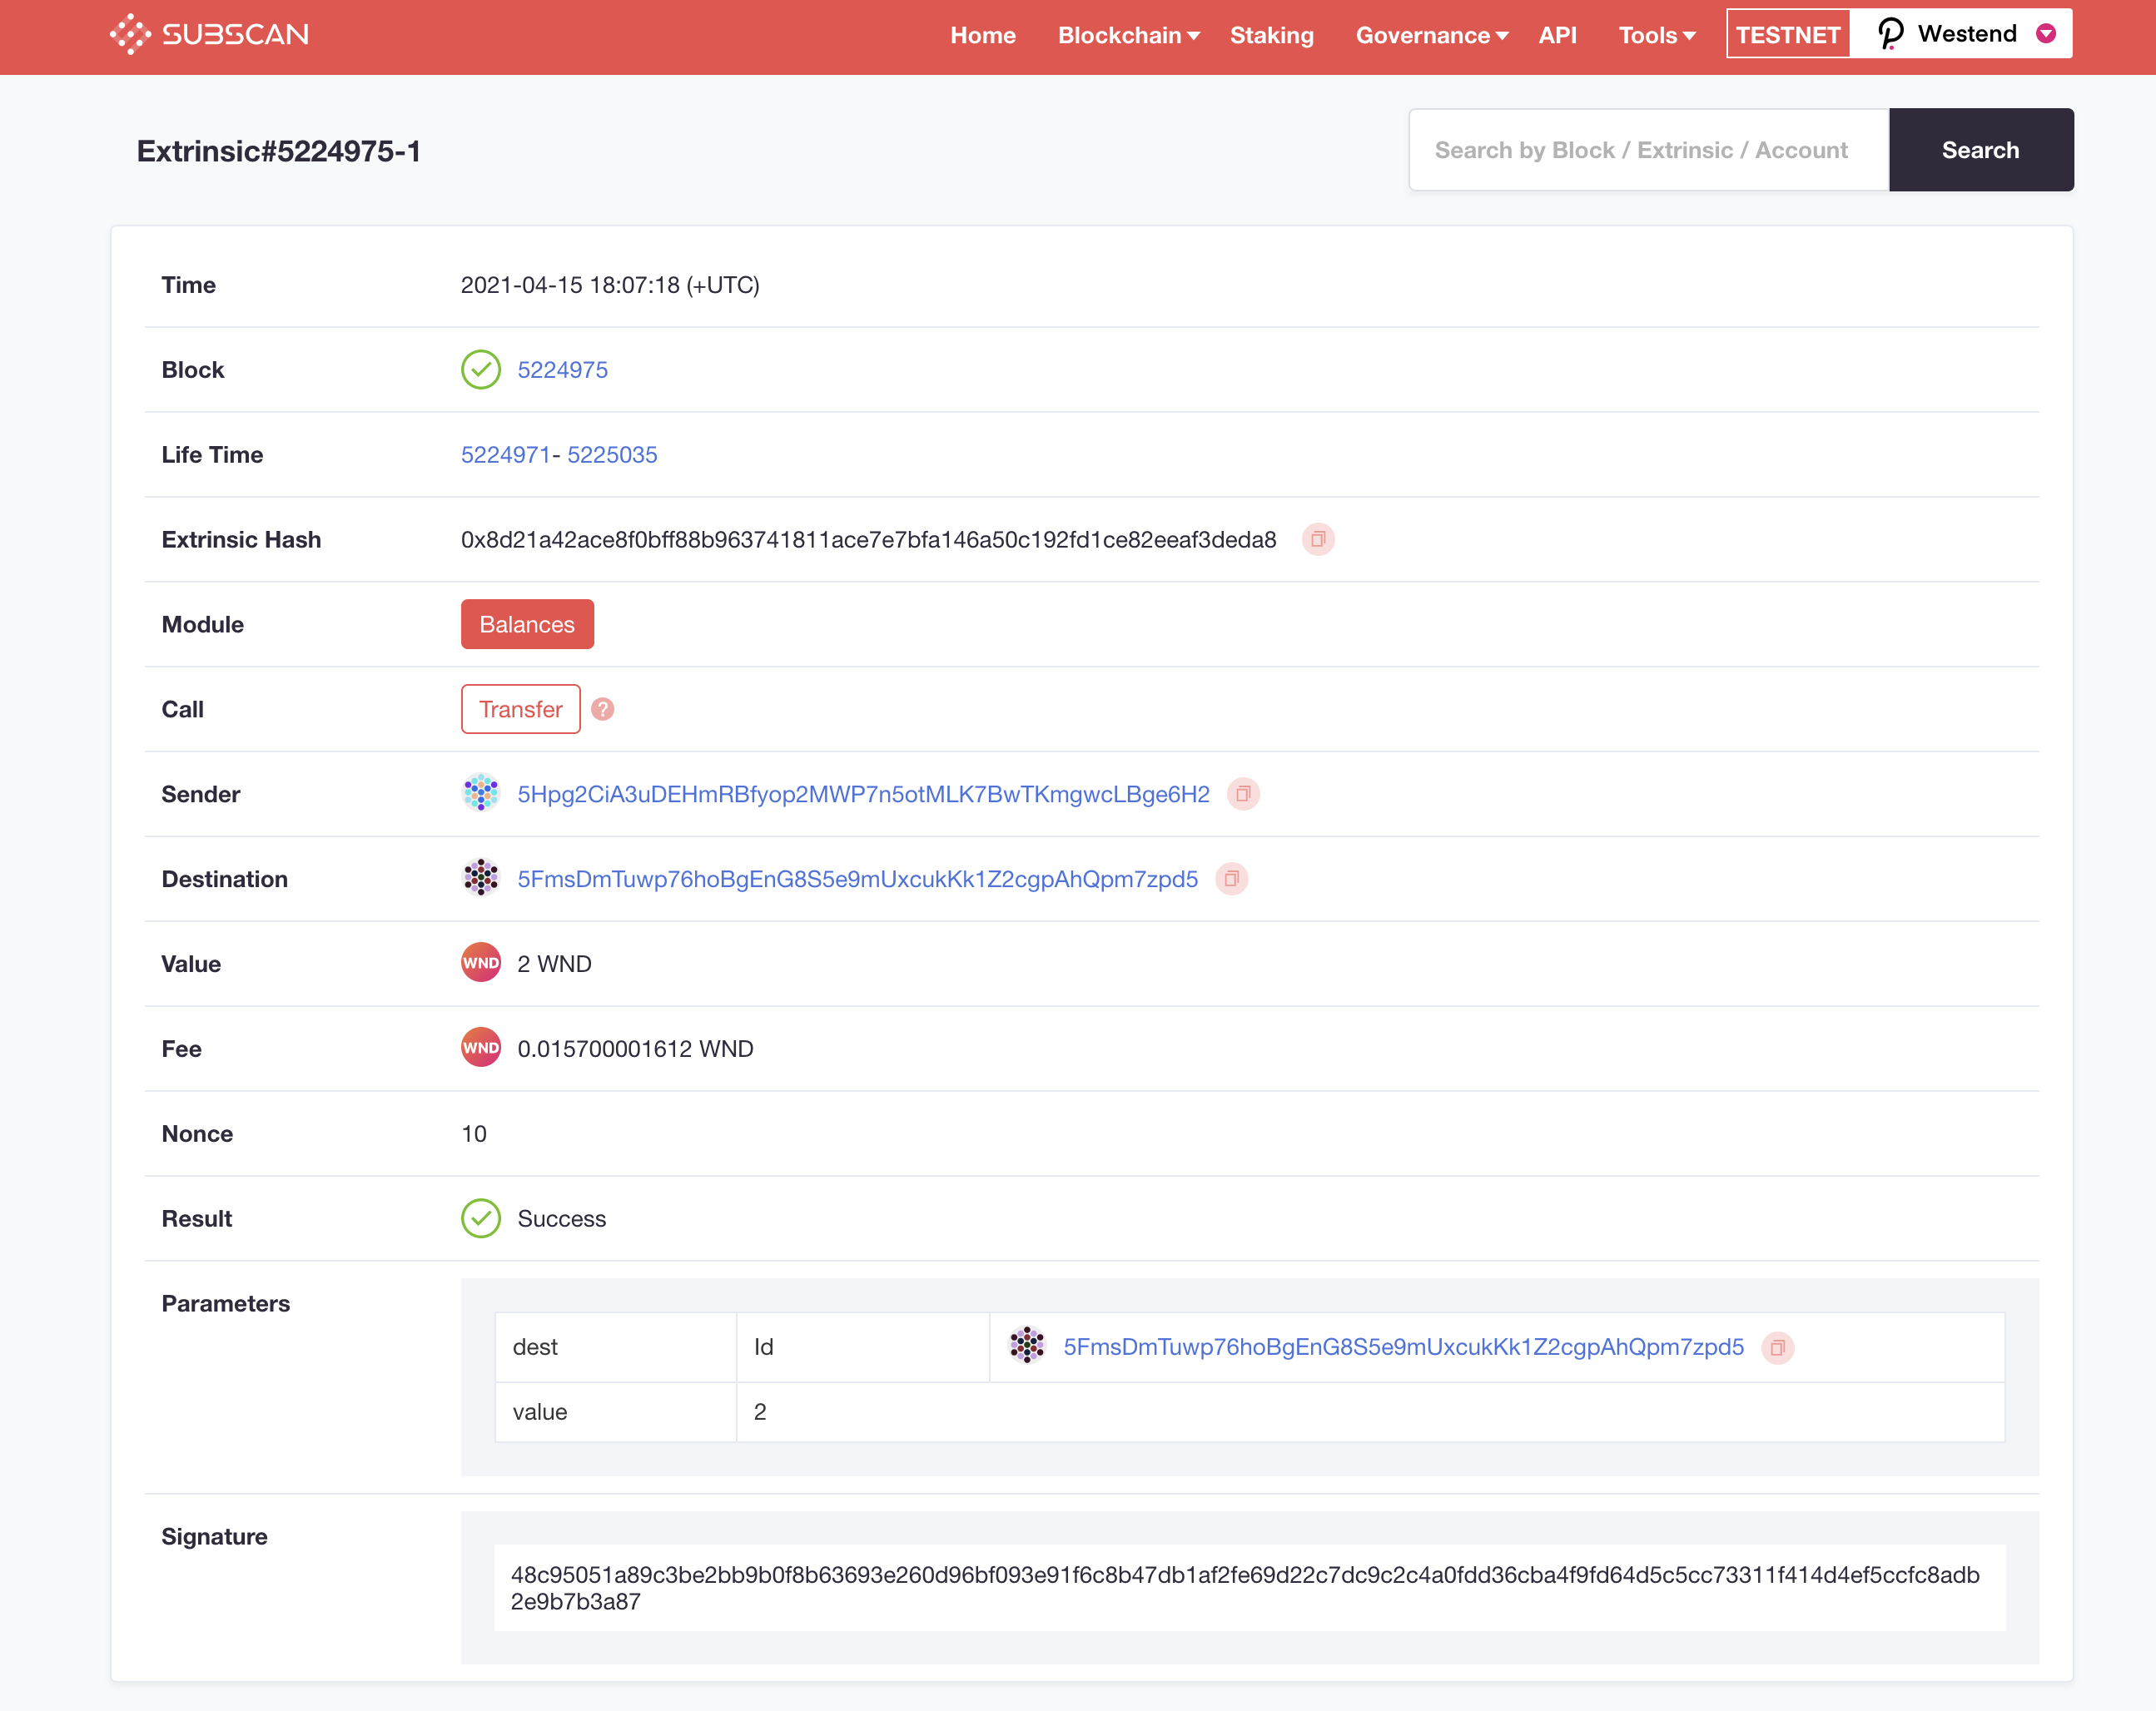 SUBSCAN
Home Blockchain Staking Governance API Tools TESTNET Westend
Extrinsic#5224975-1
Search by Block / Extrinsic / Account Search
Time 2021-04-15 18:07:18 (+UTC)
Block 5224975
Life Time 5224971- 5225035
Extrinsic Hash 0x8d21a42ace8f0bff88b963741811ace7e7bfa146a50c192fd1ce82eeaf3deda8
Module Balances
Call Transfer ?
Sender 5Hpg2CiA3uDEHmRBfyop2MWP7n5otMLK7BwTKmgwcLBge6H2
Destination 5FmsDmTuwp76hoBgEnG8S5e9mUxcukKk1Z2cgpAhQpm7zpd5
Value WND 2 WND
Fee WND 0.015700001612 WND
Nonce 10
Result Success
Parameters
dest Id 5FmsDmTuwp76hoBgEnG8S5e9mUxcukKk1Z2cgpAhQpm7zpd5
value 2
Signature
48c95051a89c3be2bb9b0f8b63693e260d96bf093e91f6c8b47db1af2fe69d22c7dc9c2c4a0fdd36cba4f9fd64d5c5cc73311f414d4ef5ccfc8adb
2e9b7b3a87